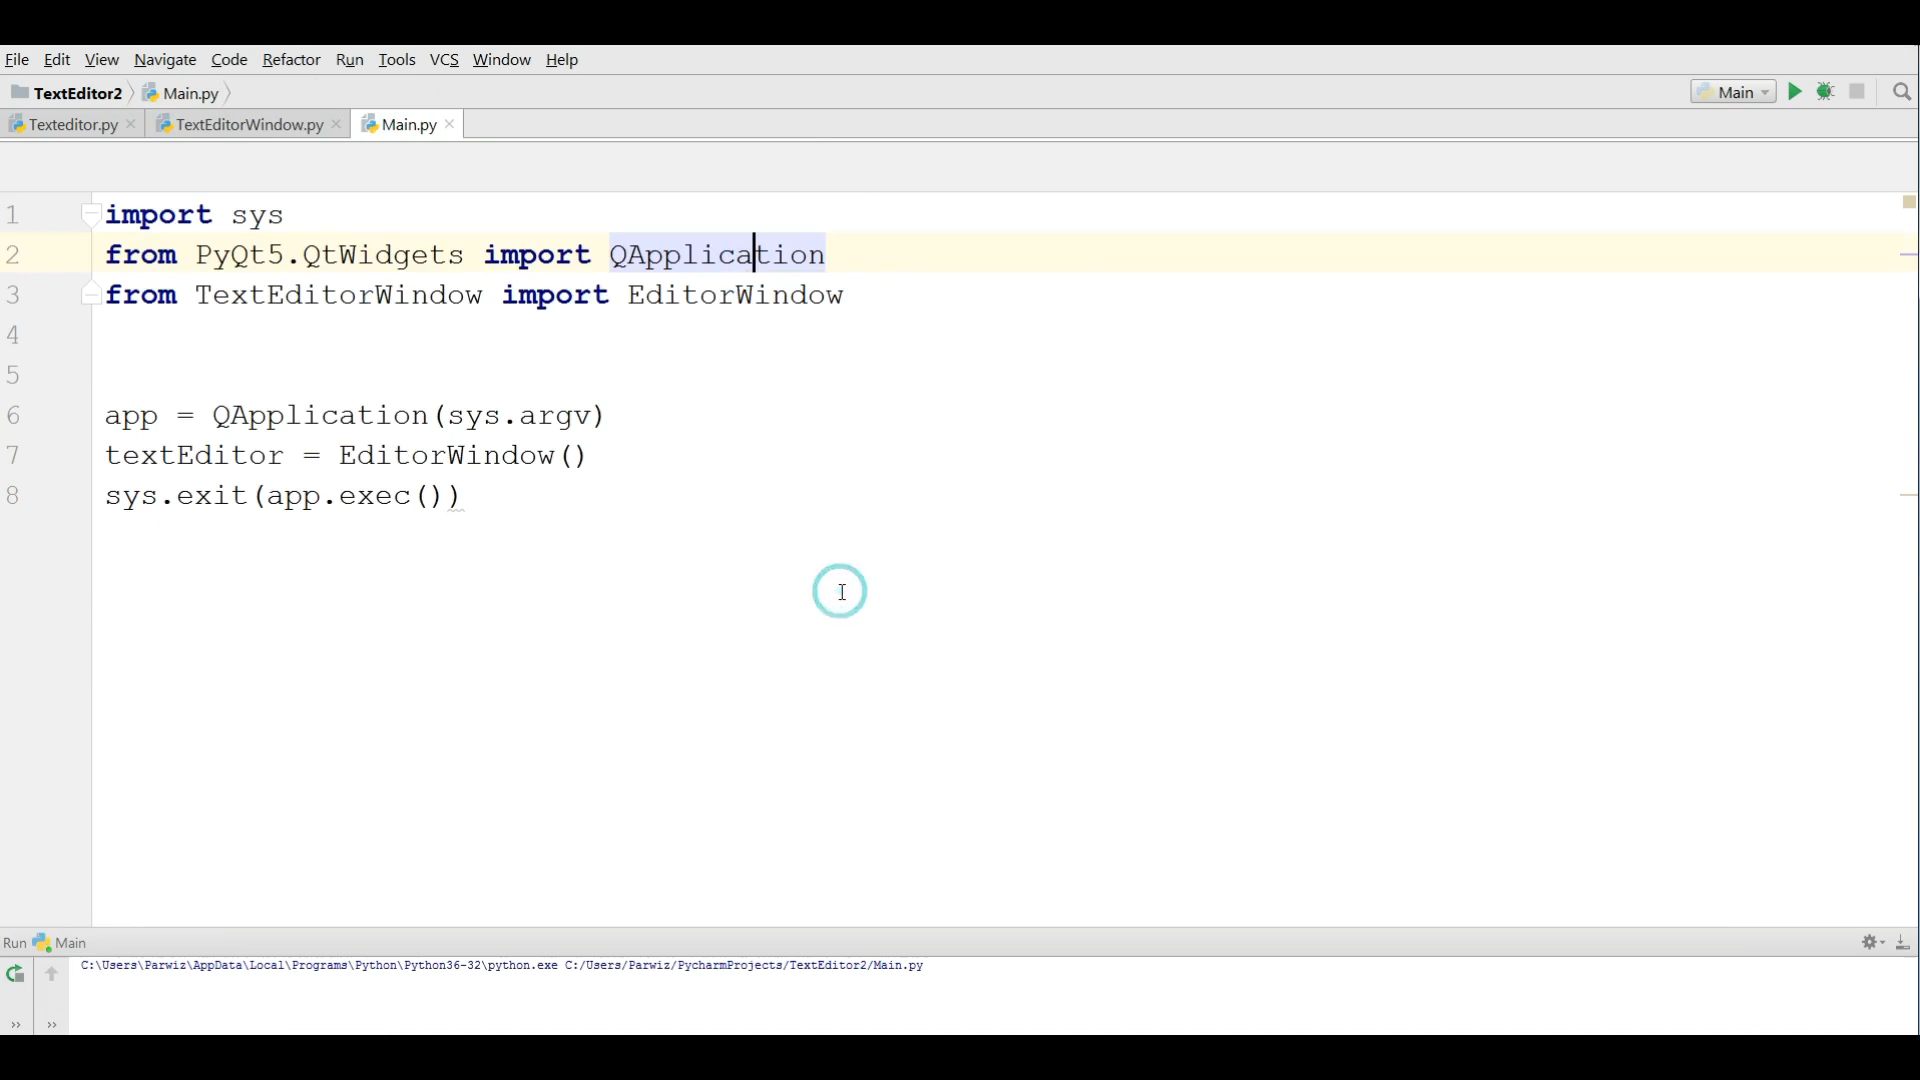 File Edit View Navigate Code Refactor Run Tools VCS Window Help
TextEditor2 Main.py Main
Texteditor.py TextEditorWindow.py Main.py
1 import sys
2 from PyQt5.QtWidgets import QApplication
3 from TextEditorWindow import EditorWindow
4
5
6 app = QApplication(sys.argv)
7 textEditor = EditorWindow()
8 sys.exit(app.exec())
Run Main
C:\Users\Parwiz\AppData\Local\Programs\Python\Python36-32\python.exe C:/Users/Parwiz/PycharmProjects/TextEditor2/Main.py